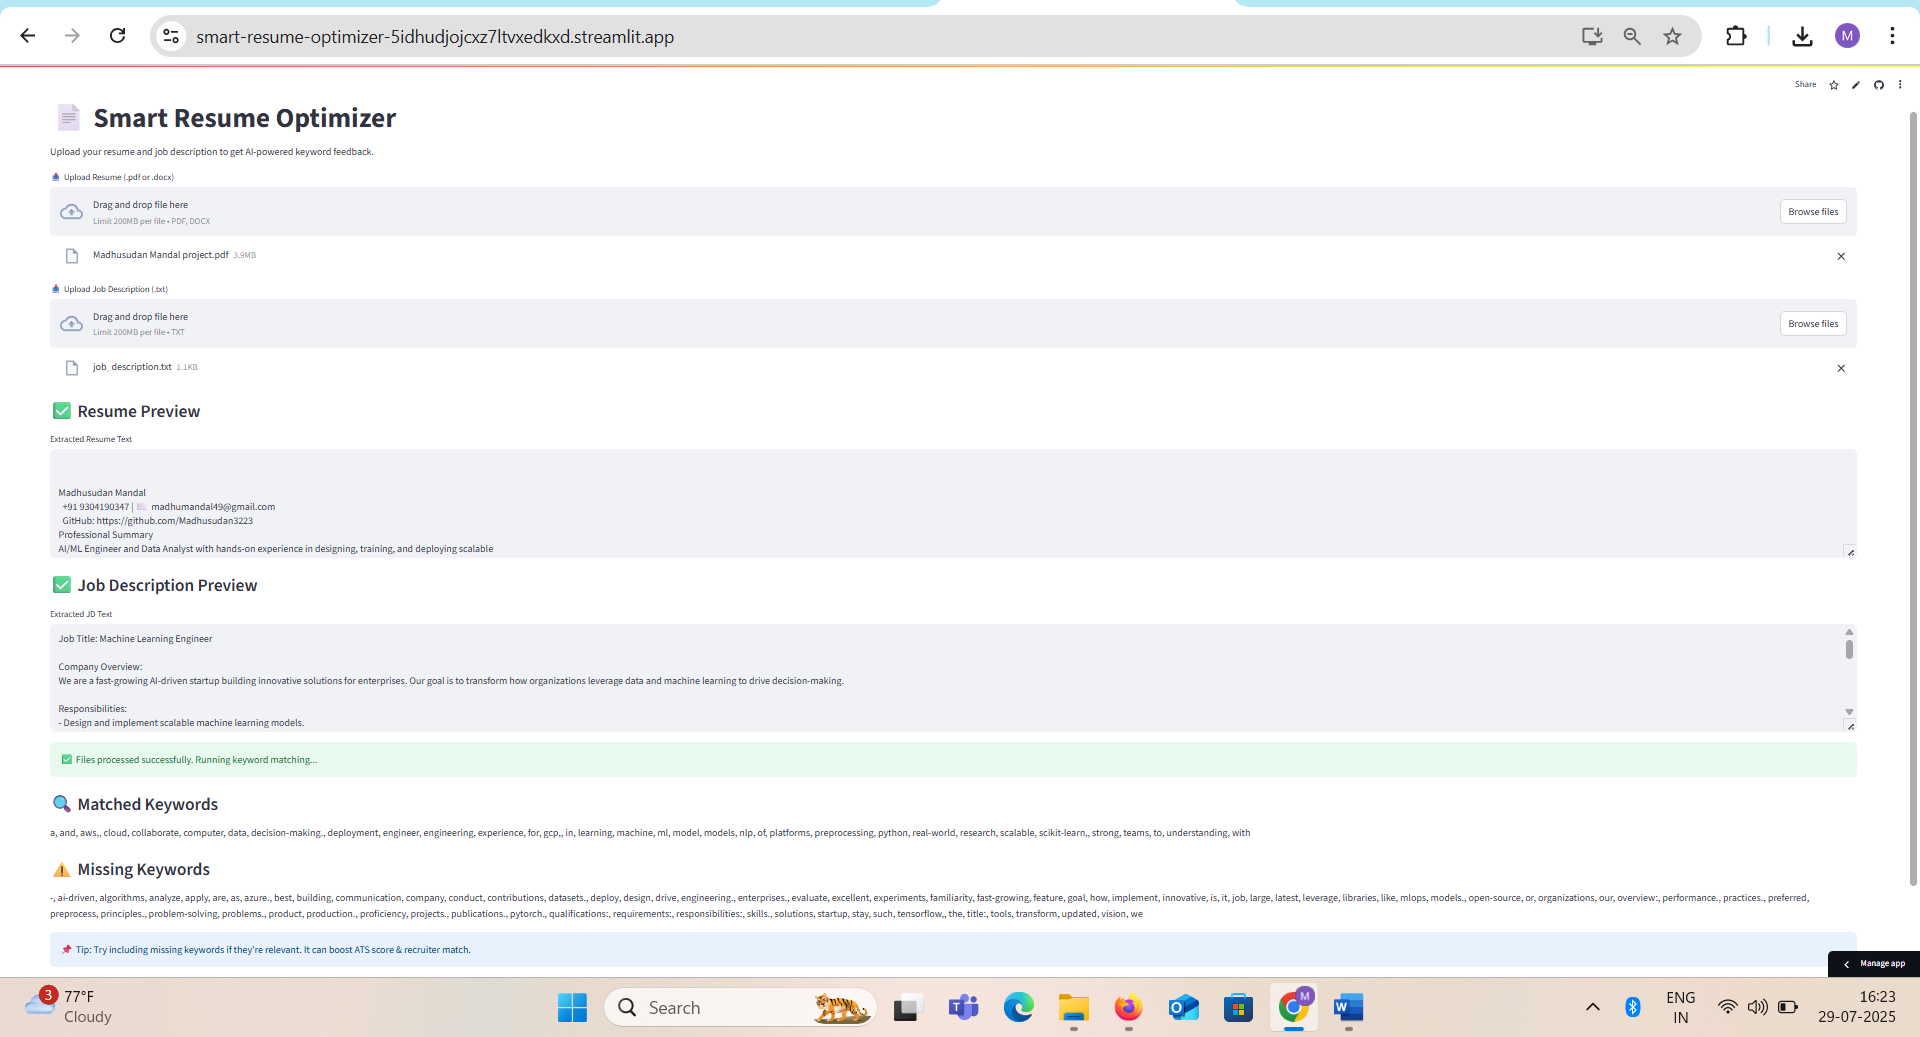 smart-resume-optimizer-5idhudjojcxz7ltvxedkxd.streamlit.app
M
Share
Smart Resume Optimizer
Upload your resume and job description to get AI-powered keyword feedback.
Upload Resume (.pdf or .docx)
Drag and drop file here
Limit 200MB per file • PDF, DOCX
Browse files
Madhusudan Mandal project.pdf 3.9MB
Upload Job Description (.txt)
Drag and drop file here
Limit 200MB per file • TXT
Browse files
job_description.txt 1.1KB
Resume Preview
Extracted Resume Text
Madhusudan Mandal
+91 9304190347 | madhumandal49@gmail.com
GitHub: https://github.com/Madhusudan3223
Professional Summary
AI/ML Engineer and Data Analyst with hands-on experience in designing, training, and deploying scalable
Job Description Preview
Extracted JD Text
Job Title: Machine Learning Engineer
Company Overview:
We are a fast-growing AI-driven startup building innovative solutions for enterprises. Our goal is to transform how organizations leverage data and machine learning to drive decision-making.
Responsibilities:
- Design and implement scalable machine learning models.
Files processed successfully. Running keyword matching...
Matched Keywords
a, and, aws,, cloud, collaborate, computer, data, decision-making., deployment, engineer, engineering, experience, for, gcp,, in, learning, machine, ml, model, models, nlp, of, platforms, preprocessing, python, real-world, research, scalable, scikit-learn,, strong, teams, to, understanding, with
Missing Keywords
-, ai-driven, algorithms, analyze, apply, are, as, azure., best, building, communication, company, conduct, contributions, datasets., deploy, design, drive, engineering., enterprises., evaluate, excellent, experiments, familiarity, fast-growing, feature, goal, how, implement, innovative, is, it, job, large, latest, leverage, libraries, like, mlops, models., open-source, or, organizations, our, overview:, performance., practices., preferred,
preprocess, principles., problem-solving, problems., product, production., proficiency, projects., publications., pytorch., qualifications:, requirements:, responsibilities:, skills., solutions, startup, stay, such, tensorflow,, the, title:, tools, transform, updated, vision, we
Tip: Try including missing keywords if they're relevant. It can boost ATS score & recruiter match.
Manage app
3
77°F
Cloudy
Search
M
ENG
IN
16:23
29-07-2025